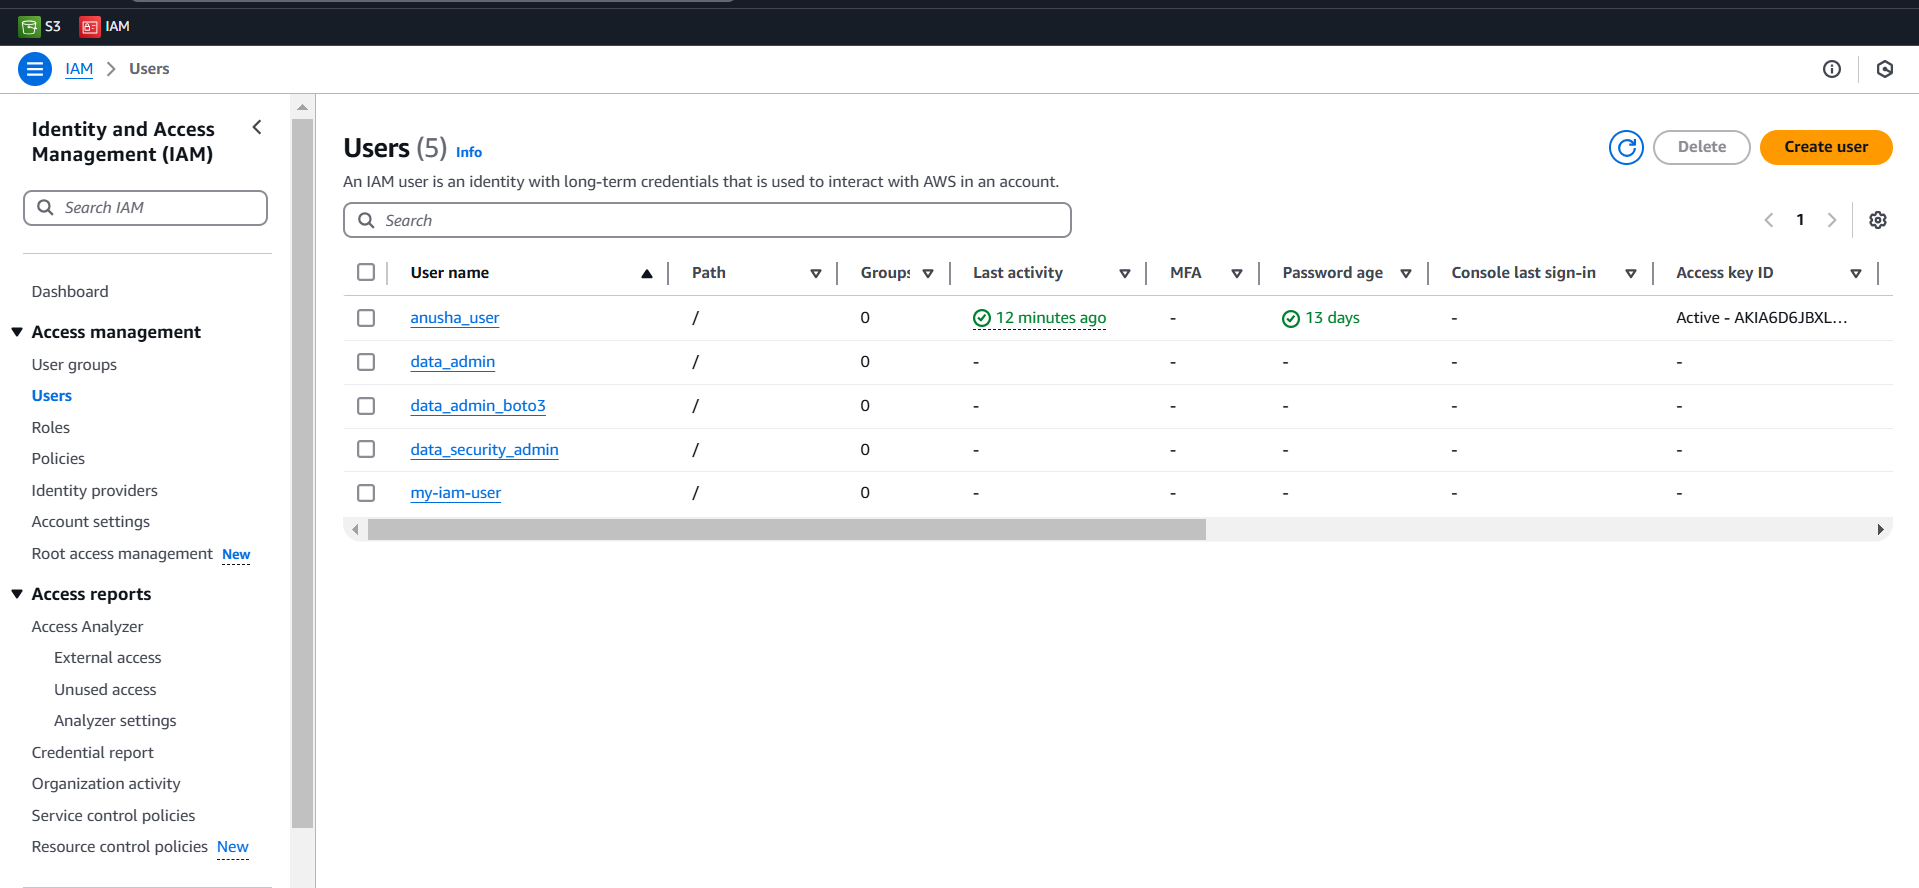 S3 IAM
IAM > Users
Identity and Access
Management (IAM)
Search IAM
Dashboard
Access management
User groups
Users
Roles
Policies
Identity providers
Account settings
Root access management New
Access reports
Access Analyzer
External access
Unused access
Analyzer settings
Credential report
Organization activity
Service control policies
Resource control policies New
Users (5) Info
Delete
Create user
An IAM user is an identity with long-term credentials that is used to interact with AWS in an account.
Search
1
User name Path Groups Last activity MFA Password age Console last sign-in Access key ID
anusha_user / 0 12 minutes ago - 13 days - Active - AKIA6D6JBXL...
data_admin / 0 - - - - -
data_admin_boto3 / 0 - - - - -
data_security_admin / 0 - - - - -
my-iam-user / 0 - - - - -